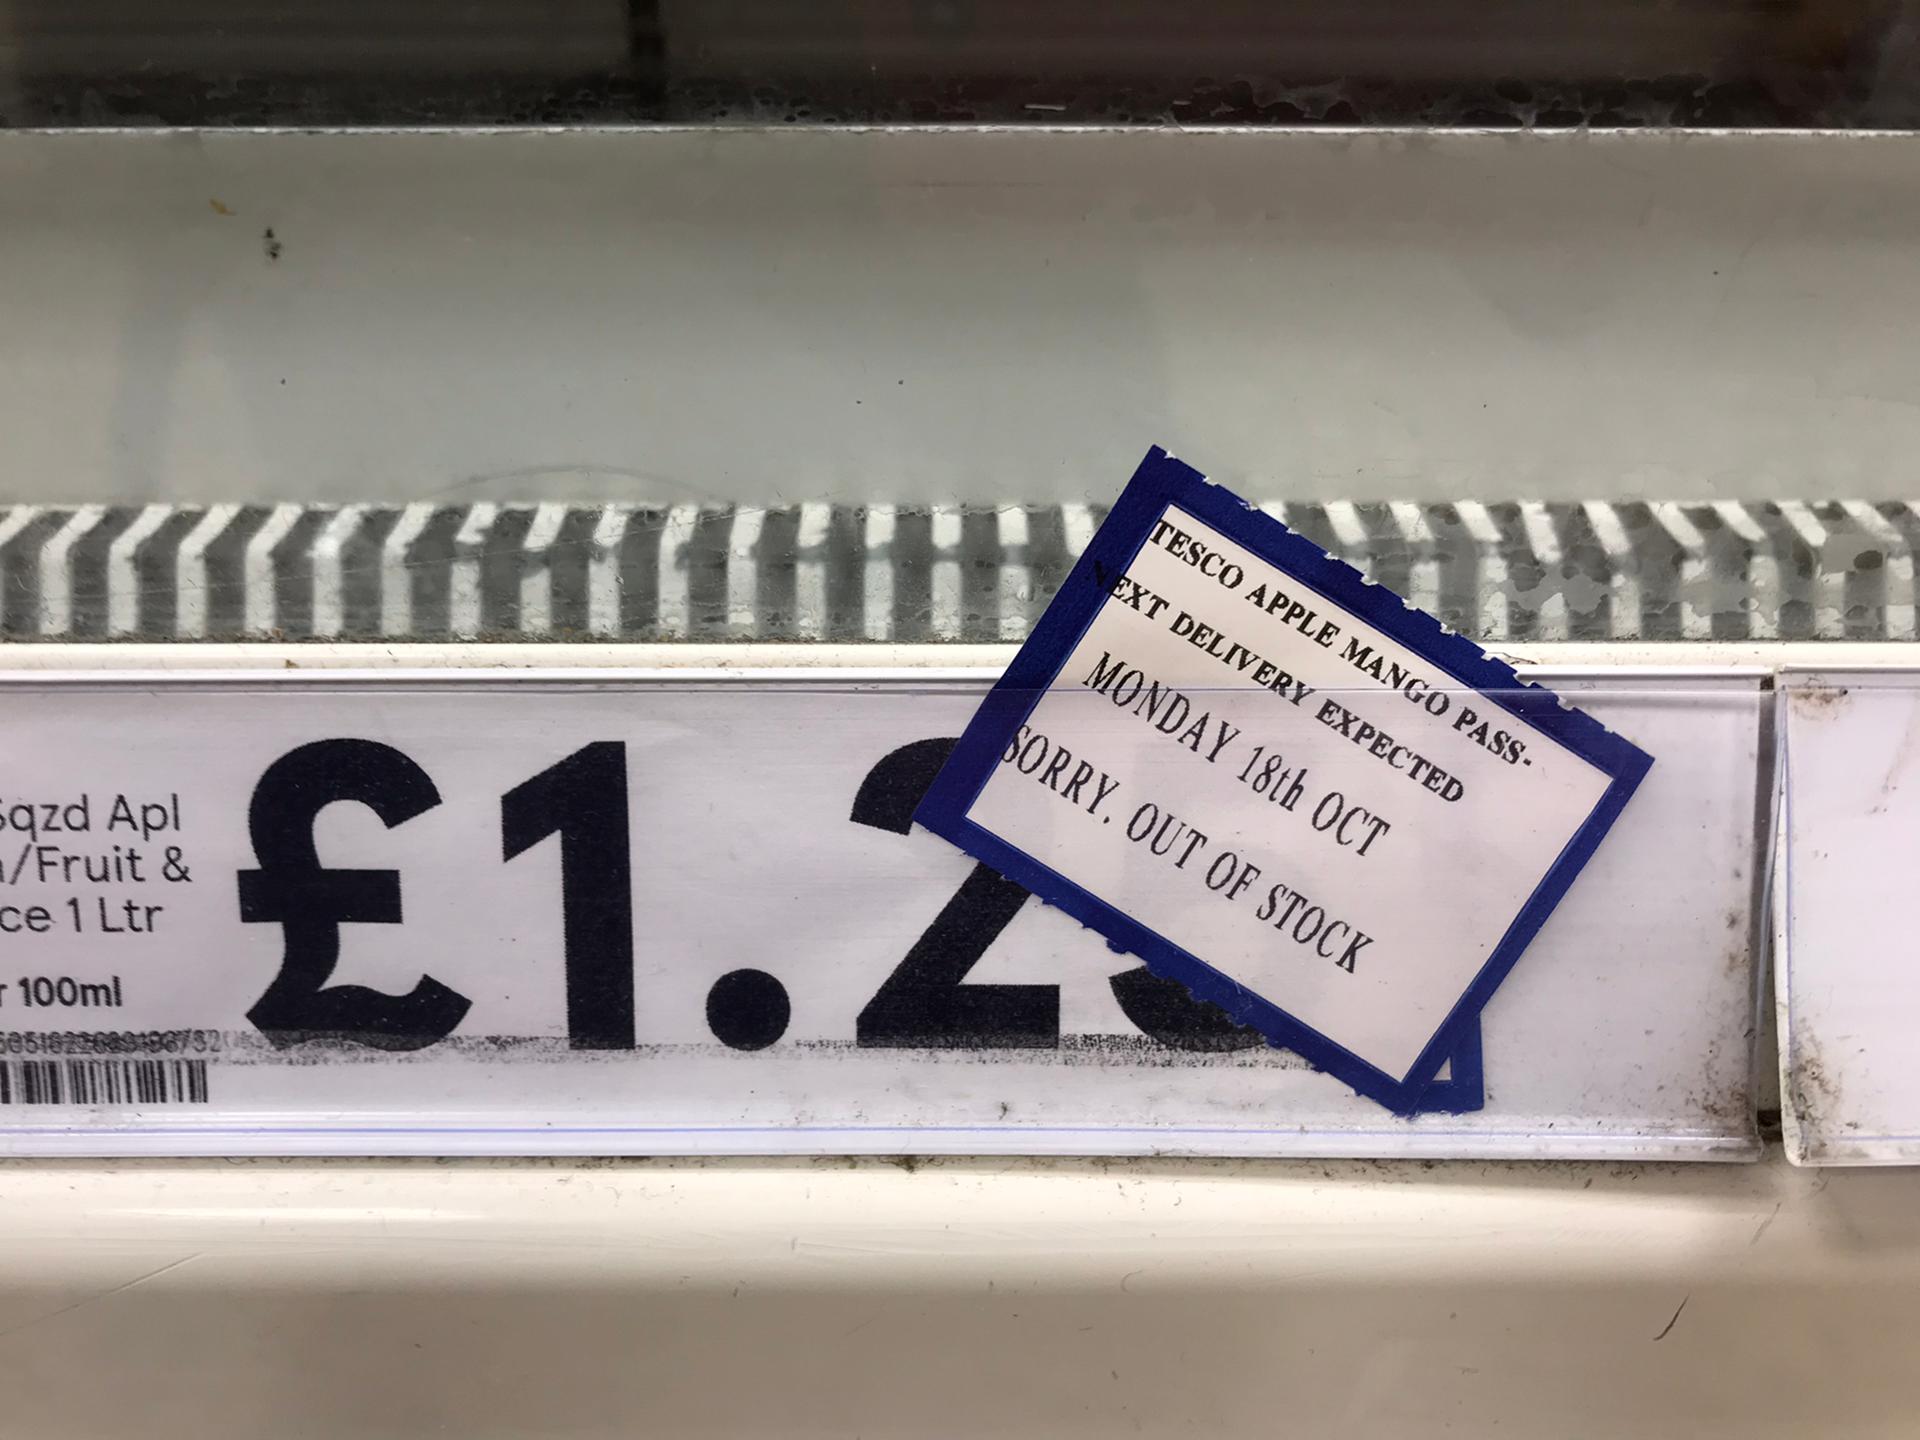 Sqzd Apl
/Fruit &
ce 1 Ltr
r 100ml
£1.2
TESCO APPLE MANGO PASS-
NEXT DELIVERY EXPECTED
MONDAY 18th OCT
SORRY. OUT OF STOCK